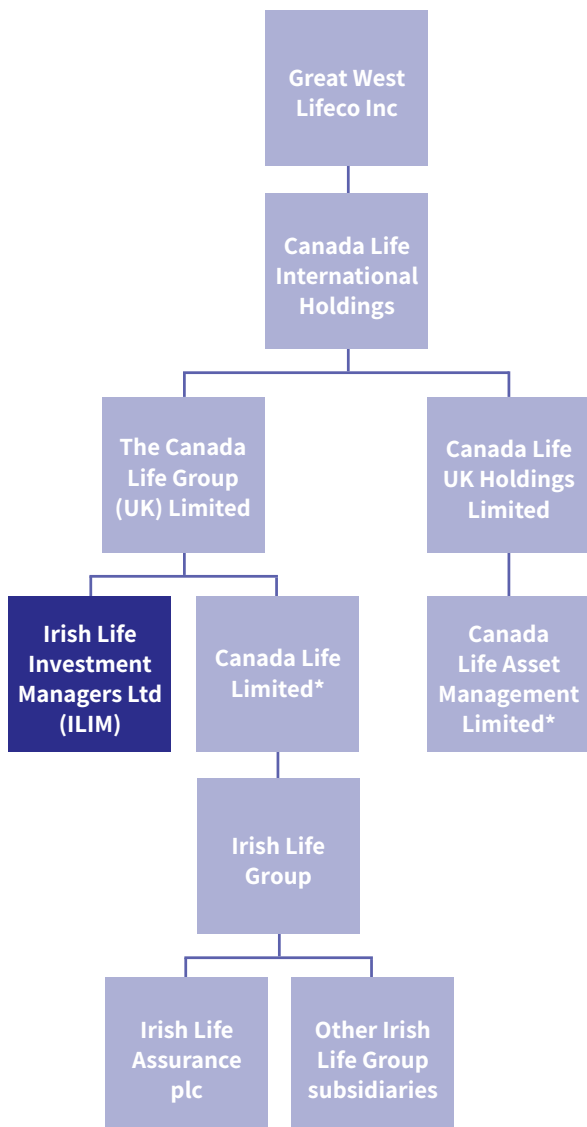 Great West
Lifeco Inc
Canada Life
International
Holdings
The Canada
Life Group
(UK) Limited
Canada Life
UK Holdings
Limited
Irish Life
Investment
Managers Ltd
(ILIM)
Canada Life
Limited*
Canada
Life Asset
Management
Limited*
Irish Life
Group
Irish Life
Assurance
plc
Other Irish
Life Group
subsidiaries